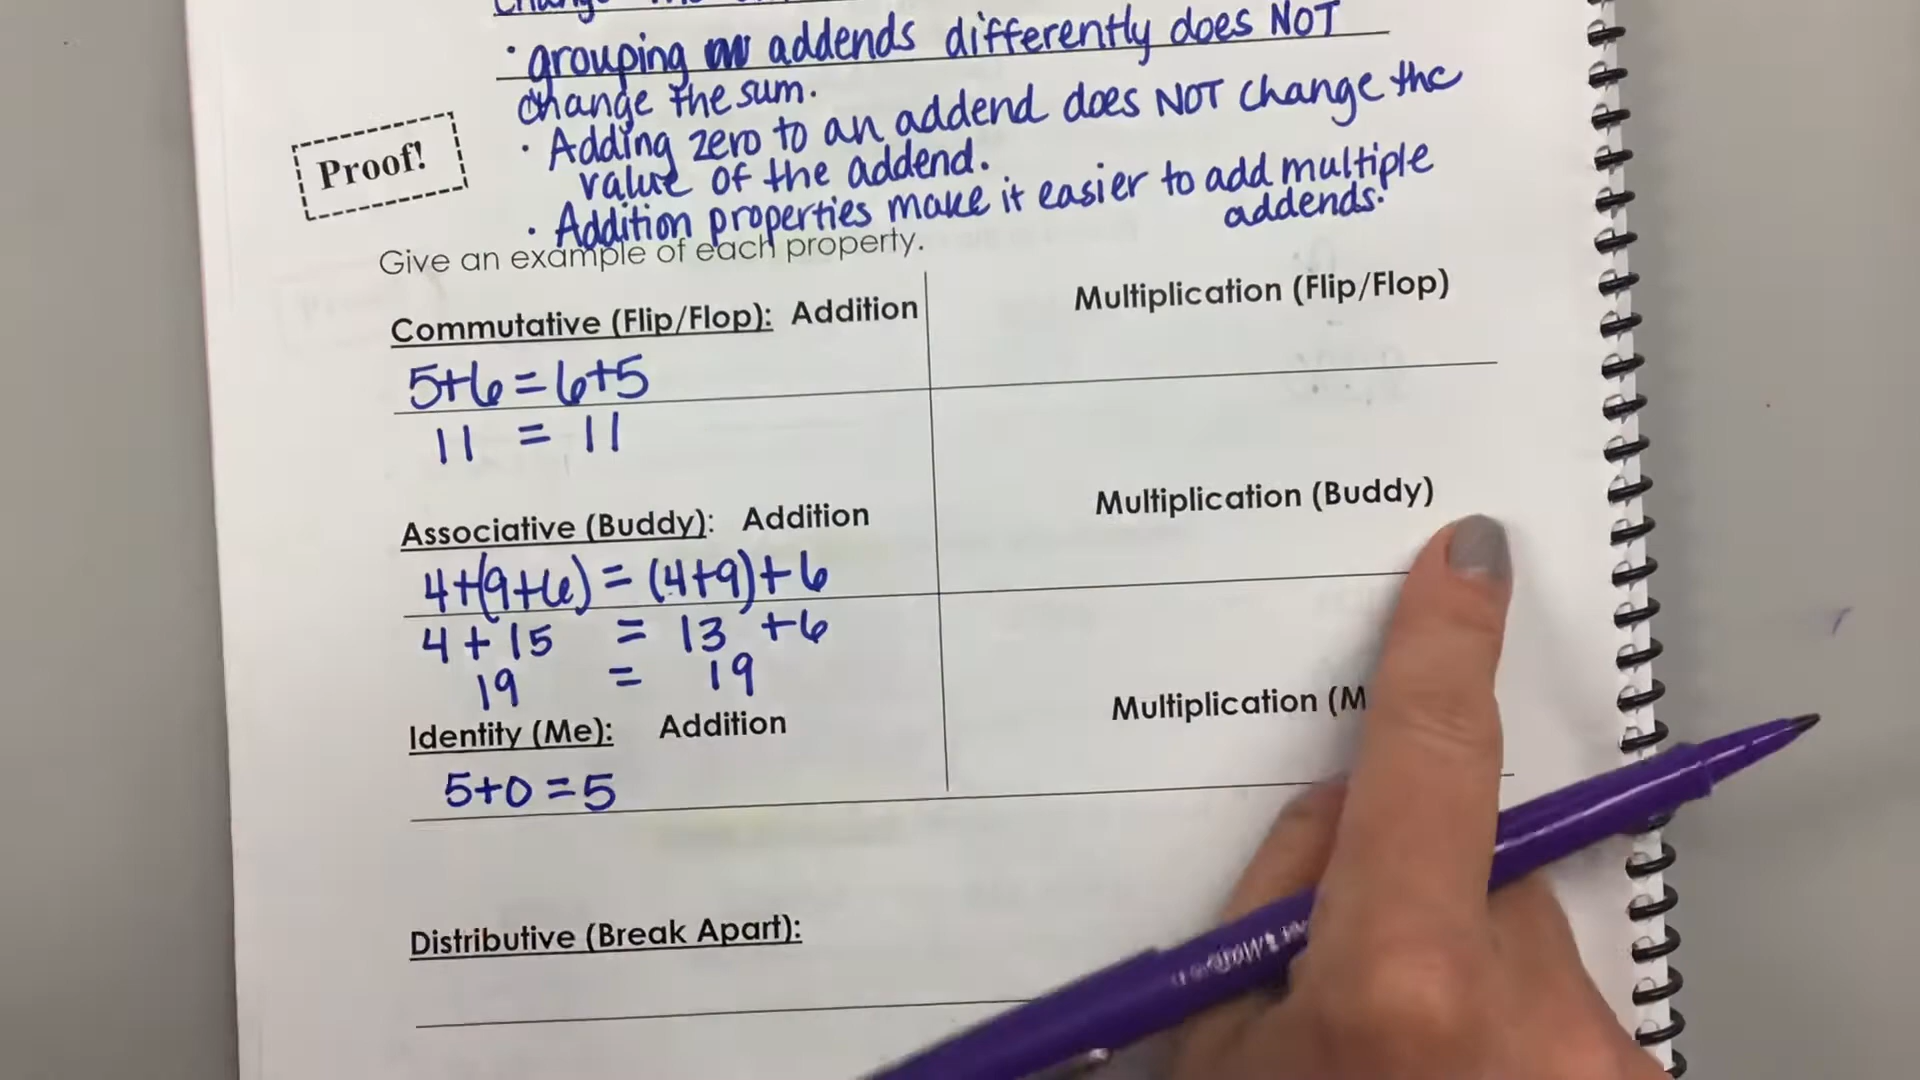 Change the
• grouping addends differently does NOT
change the sum.
• Adding zero to an addend does NOT change the
value of the addend.
• Addition properties make it easier to add multiple
addends.
Proof!
Give an example of each property.
Commutative (Flip/Flop): Addition
5+6=6+5
11 = 11
Multiplication (Flip/Flop)
Associative (Buddy): Addition
4+(9+6) = (4+9)+6
4+15 = 13 +6
19 = 19
Multiplication (Buddy)
Identity (Me): Addition
5+0=5
Multiplication (M
Distributive (Break Apart):